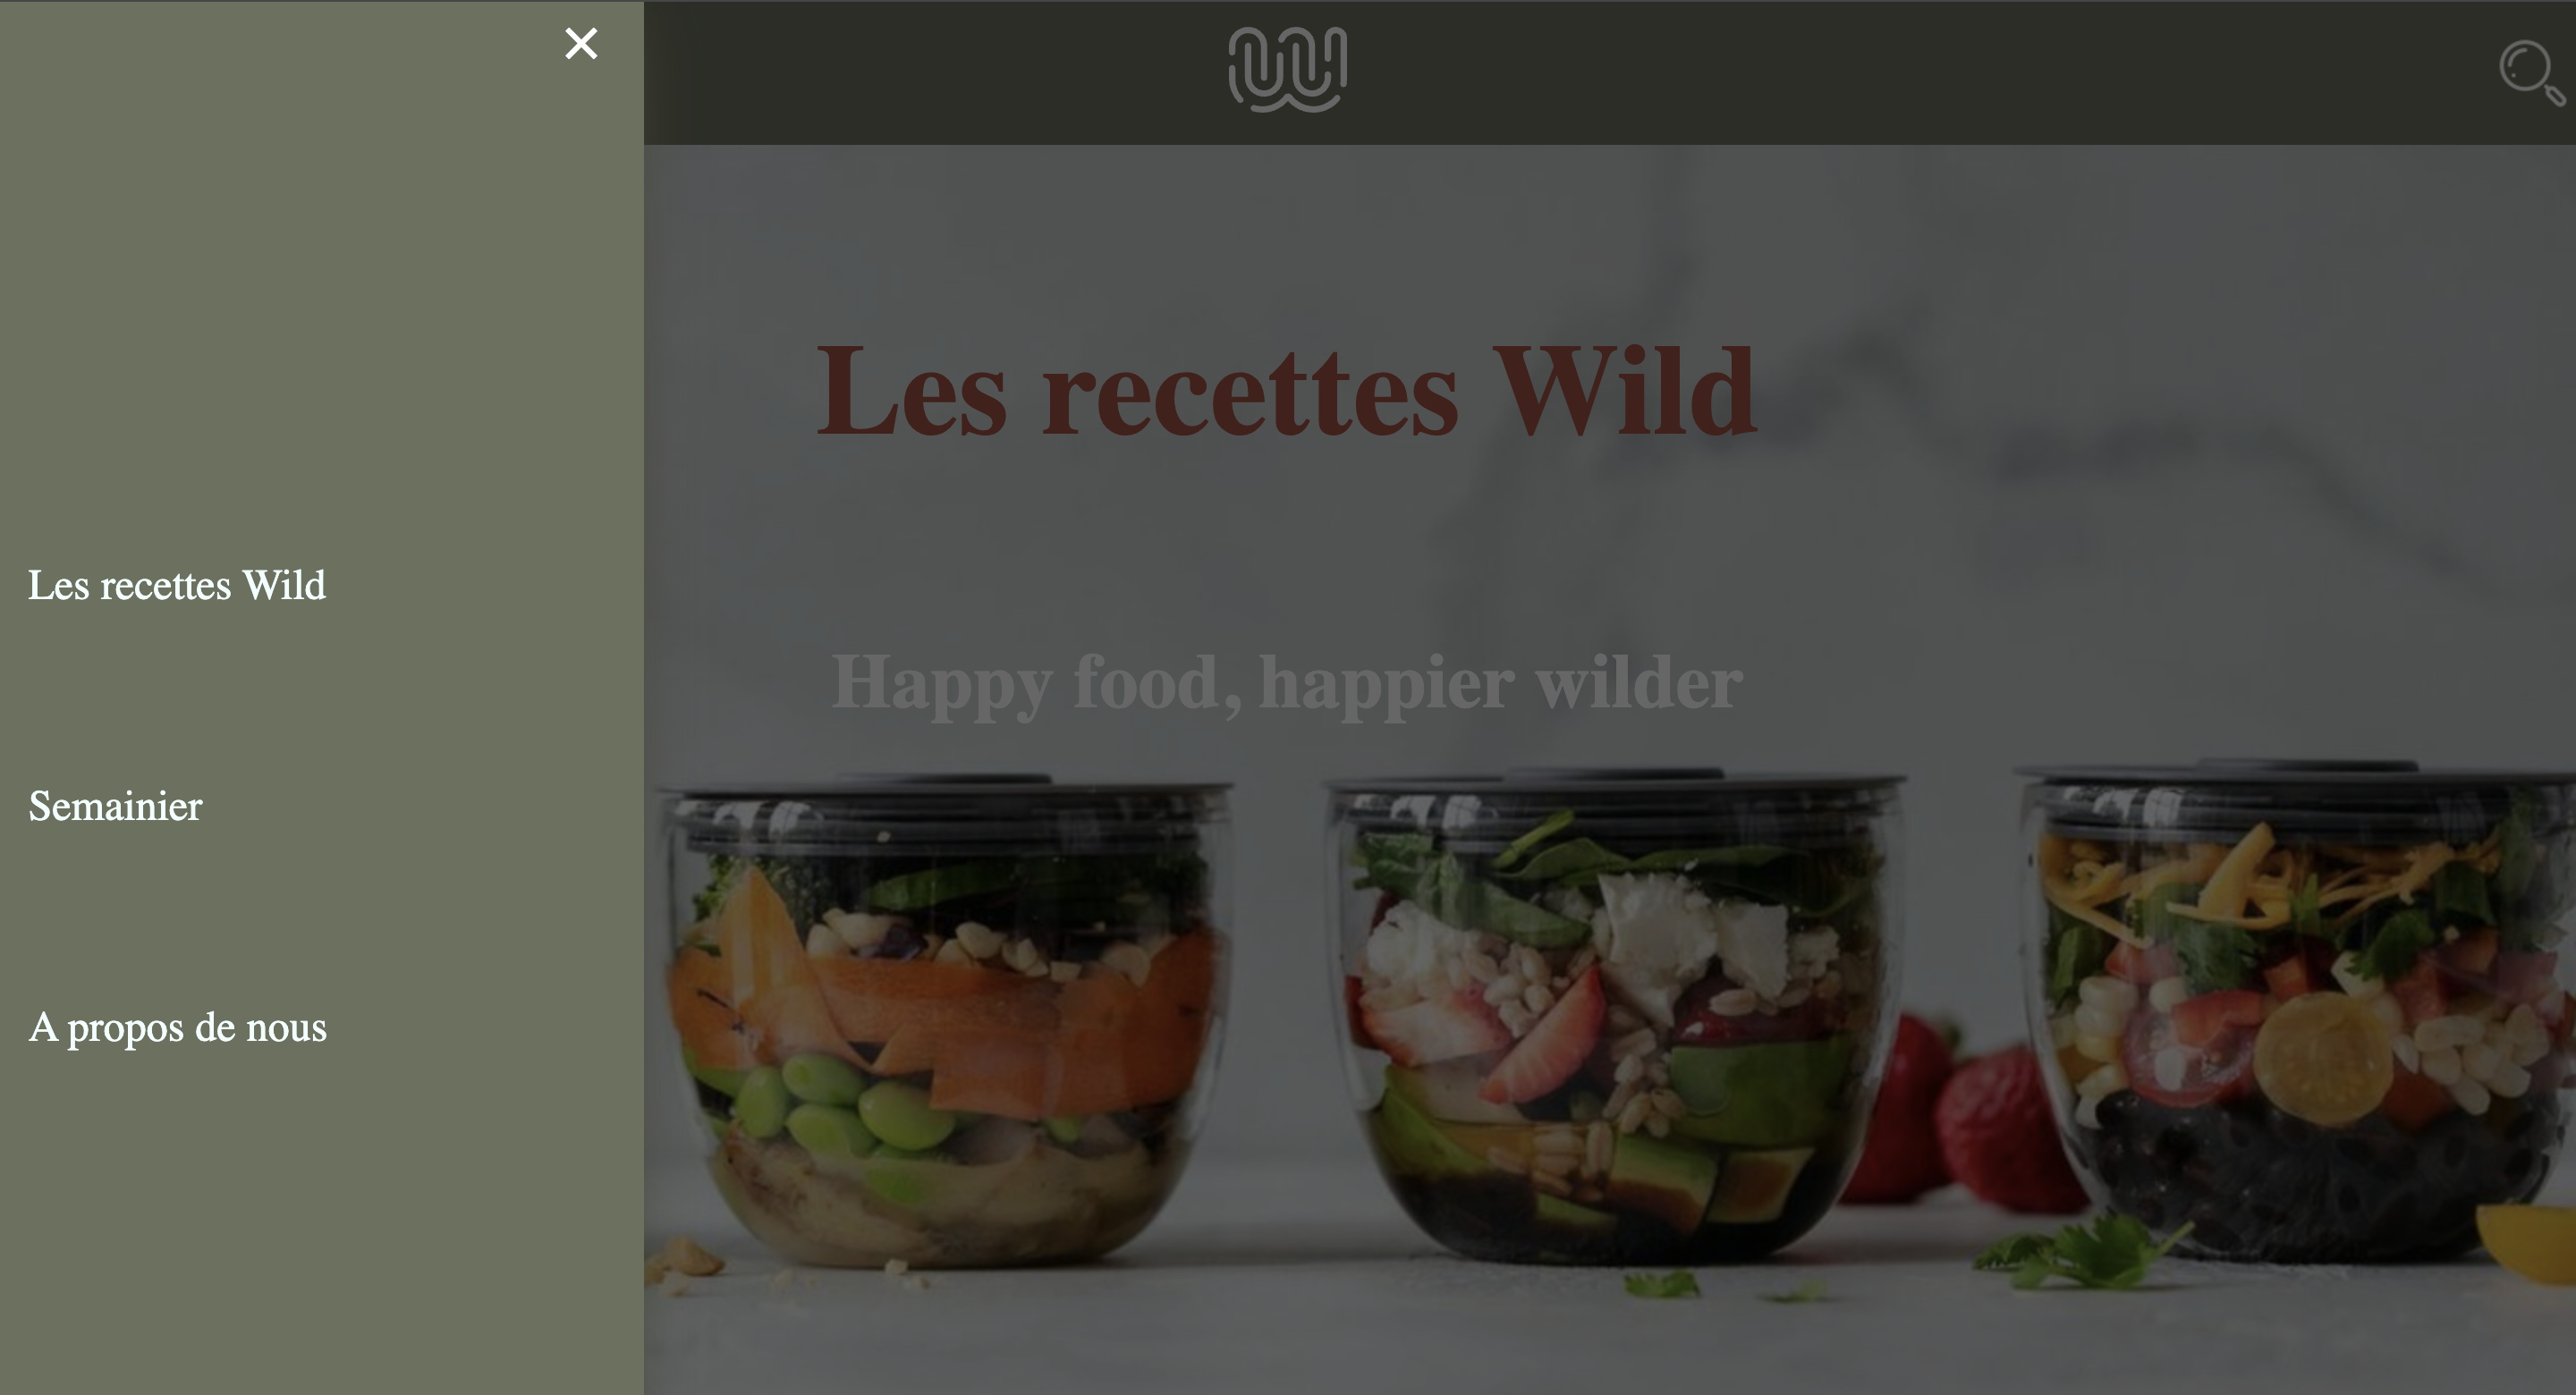 Les recettes Wild
Semainier
A propos de nous
Les recettes Wild
Happy food, happier wilder